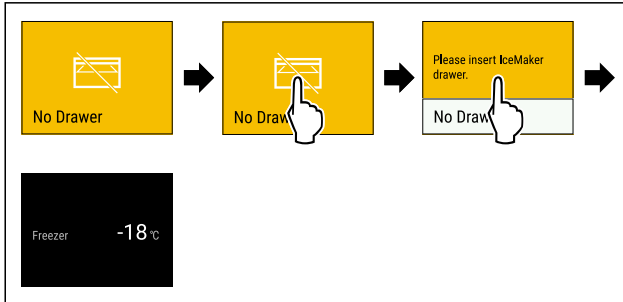 No Drawer
No Draw
Please insert IceMaker
drawer.
No Draw
Freezer -18 °C